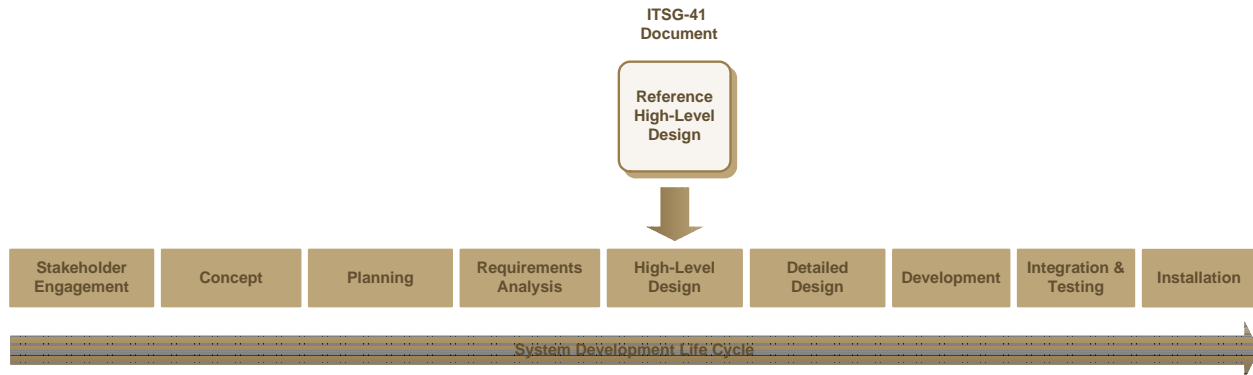 ITSG-41
Document
Reference
High-Level
Design
Stakeholder
Engagement
Concept
Planning
Requirements
Analysis
High-Level
Design
Detailed
Design
Development
Integration &
Testing
Installation
System Development Life Cycle